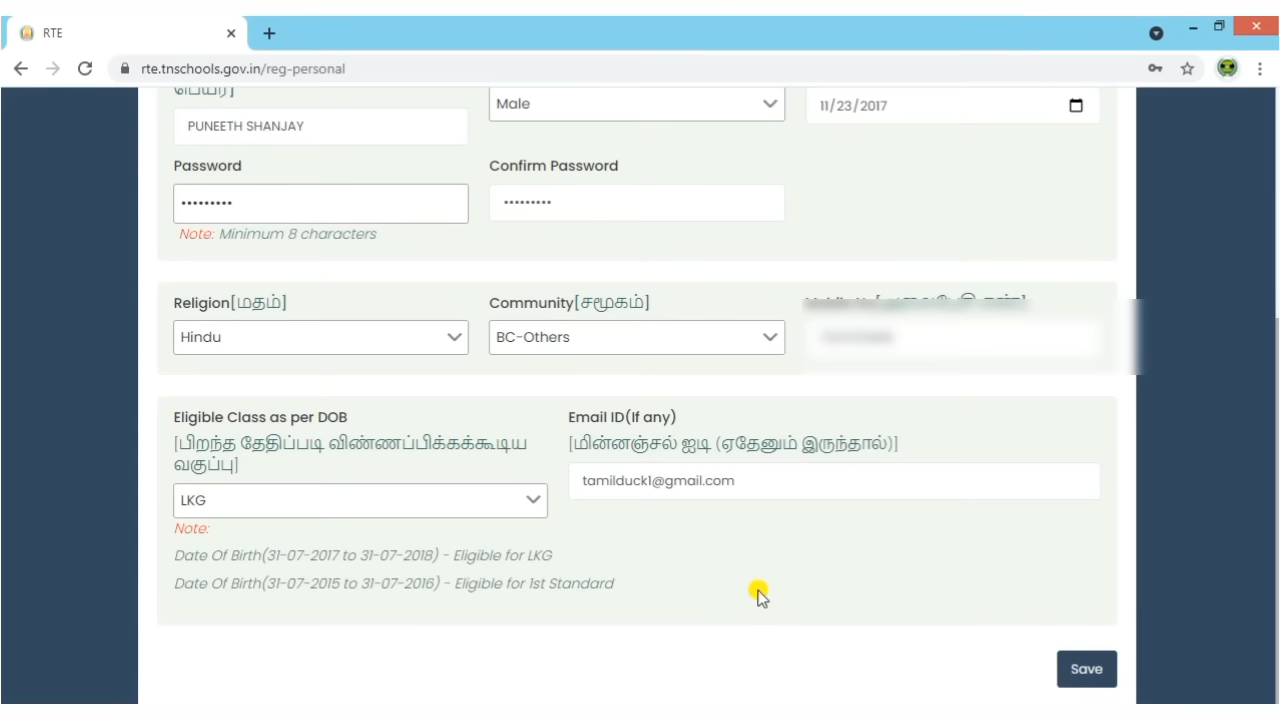 RTE
rte.tnschools.gov.in/reg-personal
பெயர்]
Male
11/23/2017
PUNEETH SHANJAY
Password
Confirm Password
•••••••••
•••••••••
Note: Minimum 8 characters
Religion[மதம்]
Community[சமூகம்]
Hindu
BC-Others
Eligible Class as per DOB
Email ID(If any)
[பிறந்த தேதிப்படி விண்ணப்பிக்கக்கூடிய
வகுப்பு]
[மின்னஞ்சல் ஐடி (ஏதேனும் இருந்தால்)]
tamilduck1@gmail.com
LKG
Note:
Date Of Birth(31-07-2017 to 31-07-2018) - Eligible for LKG
Date Of Birth(31-07-2015 to 31-07-2016) - Eligible for 1st Standard
Save